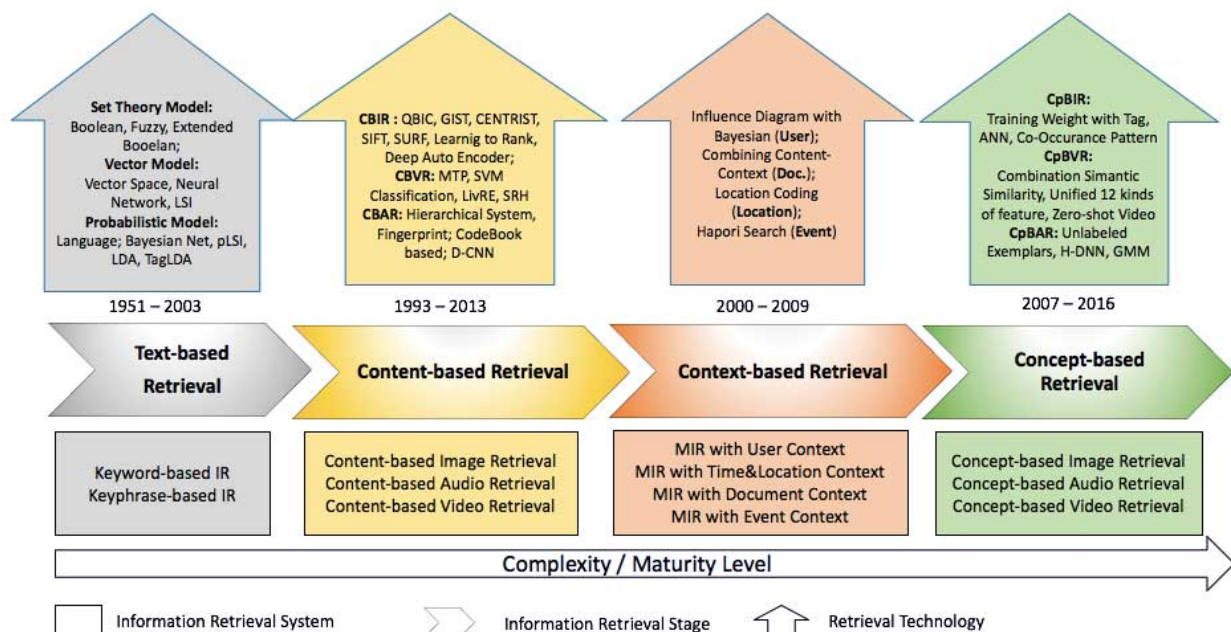 Set Theory Model:
Boolean, Fuzzy, Extended
Booelan;
Vector Model:
Vector Space, Neural
Network, LSI
Probabilistic Model:
Language; Bayesian Net, pLSI,
LDA, TagLDA
CBIR : QBIC, GIST, CENTRIST,
SIFT, SURF, Learnig to Rank,
Deep Auto Encoder;
CBVR: MTP, SVM
Classification, LivRE, SRH
CBAR: Hierarchical System,
Fingerprint; CodeBook
based; D-CNN
Influence Diagram with
Bayesian (User);
Combining Content-
Context (Doc.);
Location Coding
(Location);
Hapori Search (Event)
CpBIR:
Training Weight with Tag,
ANN, Co-Occurance Pattern
CpBVR:
Combination Simantic
Similarity, Unified 12 kinds
of feature, Zero-shot Video
CpBAR: Unlabeled
Exemplars, H-DNN, GMM
1951 – 2003
1993 – 2013
2000 – 2009
2007 – 2016
Text-based
Retrieval
Content-based Retrieval
Context-based Retrieval
Concept-based
Retrieval
Keyword-based IR
Keyphrase-based IR
Content-based Image Retrieval
Content-based Audio Retrieval
Content-based Video Retrieval
MIR with User Context
MIR with Time&Location Context
MIR with Document Context
MIR with Event Context
Concept-based Image Retrieval
Concept-based Audio Retrieval
Concept-based Video Retrieval
Complexity / Maturity Level
Information Retrieval System
Information Retrieval Stage
Retrieval Technology